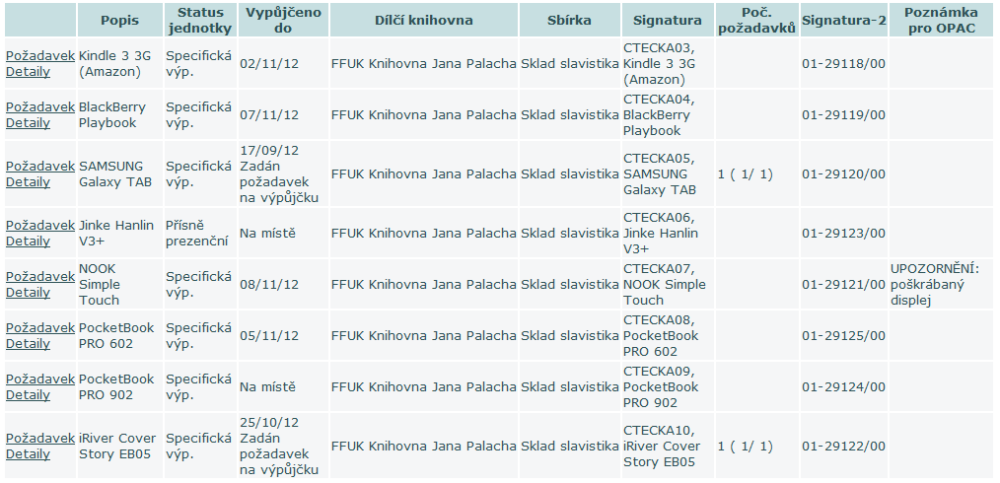 Popis Status jednotky Vypůjčeno do Dílčí knihovna Sbírka Signatura Poč. požadavků Signatura-2 Poznámka pro OPAC
Požadavek Kindle 3 3G Specifická 02/11/12 FFUK Knihovna Jana Palacha Sklad slavistika CTECKA03, 01-29118/00
Detaily (Amazon) výp. Kindle 3 3G
(Amazon)
Požadavek BlackBerry Specifická 07/11/12 FFUK Knihovna Jana Palacha Sklad slavistika CTECKA04, 01-29119/00
Detaily Playbook výp. BlackBerry
Playbook
Požadavek SAMSUNG Specifická 17/09/12 FFUK Knihovna Jana Palacha Sklad slavistika CTECKA05, 1 ( 1/ 1) 01-29120/00
Detaily Galaxy TAB výp. Zadán SAMSUNG
požadavek Galaxy TAB
na výpůjčku
Požadavek Jinke Hanlin Přísně Na místě FFUK Knihovna Jana Palacha Sklad slavistika CTECKA06, 01-29123/00
Detaily V3+ prezenční Jinke Hanlin
V3+
Požadavek NOOK Specifická 08/11/12 FFUK Knihovna Jana Palacha Sklad slavistika CTECKA07, 01-29121/00 UPOZORNĚNÍ:
Detaily Simple výp. NOOK Simple poškrábaný
Touch Touch displej
Požadavek PocketBook Specifická 05/11/12 FFUK Knihovna Jana Palacha Sklad slavistika CTECKA08, 01-29125/00
Detaily PRO 602 výp. PocketBook
PRO 602
Požadavek PocketBook Specifická Na místě FFUK Knihovna Jana Palacha Sklad slavistika CTECKA09, 01-29124/00
Detaily PRO 902 výp. PocketBook
PRO 902
Požadavek iRiver Cover Specifická 25/10/12 FFUK Knihovna Jana Palacha Sklad slavistika CTECKA10, 1 ( 1/ 1) 01-29122/00
Detaily Story EB05 výp. Zadán iRiver Cover
požadavek Story EB05
na výpůjčku